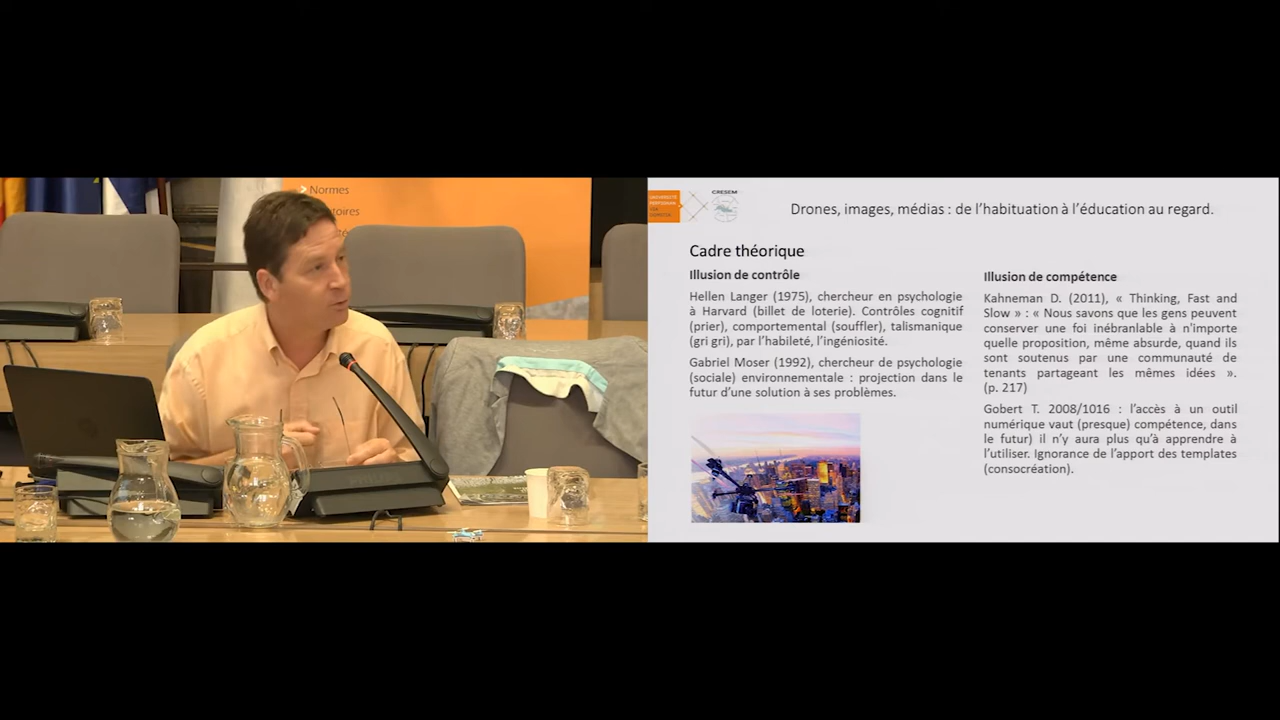 Normes
UNIVERSITÉ
PERPIGNAN
CRESEM
Drones, images, médias : de l'habituation à l'éducation au regard.
Cadre théorique
Illusion de contrôle
Hellen Langer (1975), chercheur en psychologie
à Harvard (billet de loterie). Contrôles cognitif
(prier), comportemental (souffler), talismanique
(gri gri), par l'habileté, l'ingéniosité.
Gabriel Moser (1992), chercheur de psychologie
(sociale) environnementale : projection dans le
futur d'une solution à ses problèmes.
Illusion de compétence
Kahneman D. (2011), « Thinking, Fast and
Slow » : « Nous savons que les gens peuvent
conserver une foi inébranlable à n'importe
quelle proposition, même absurde, quand ils
sont soutenus par une communauté de
tenants partageant les mêmes idées ».
(p. 217)
Gobert T. 2008/1016 : l'accès à un outil
numérique vaut (presque) compétence, dans
le futur) il n'y aura plus qu'à apprendre à
l'utiliser. Ignorance de l'apport des templates
(consocréation).